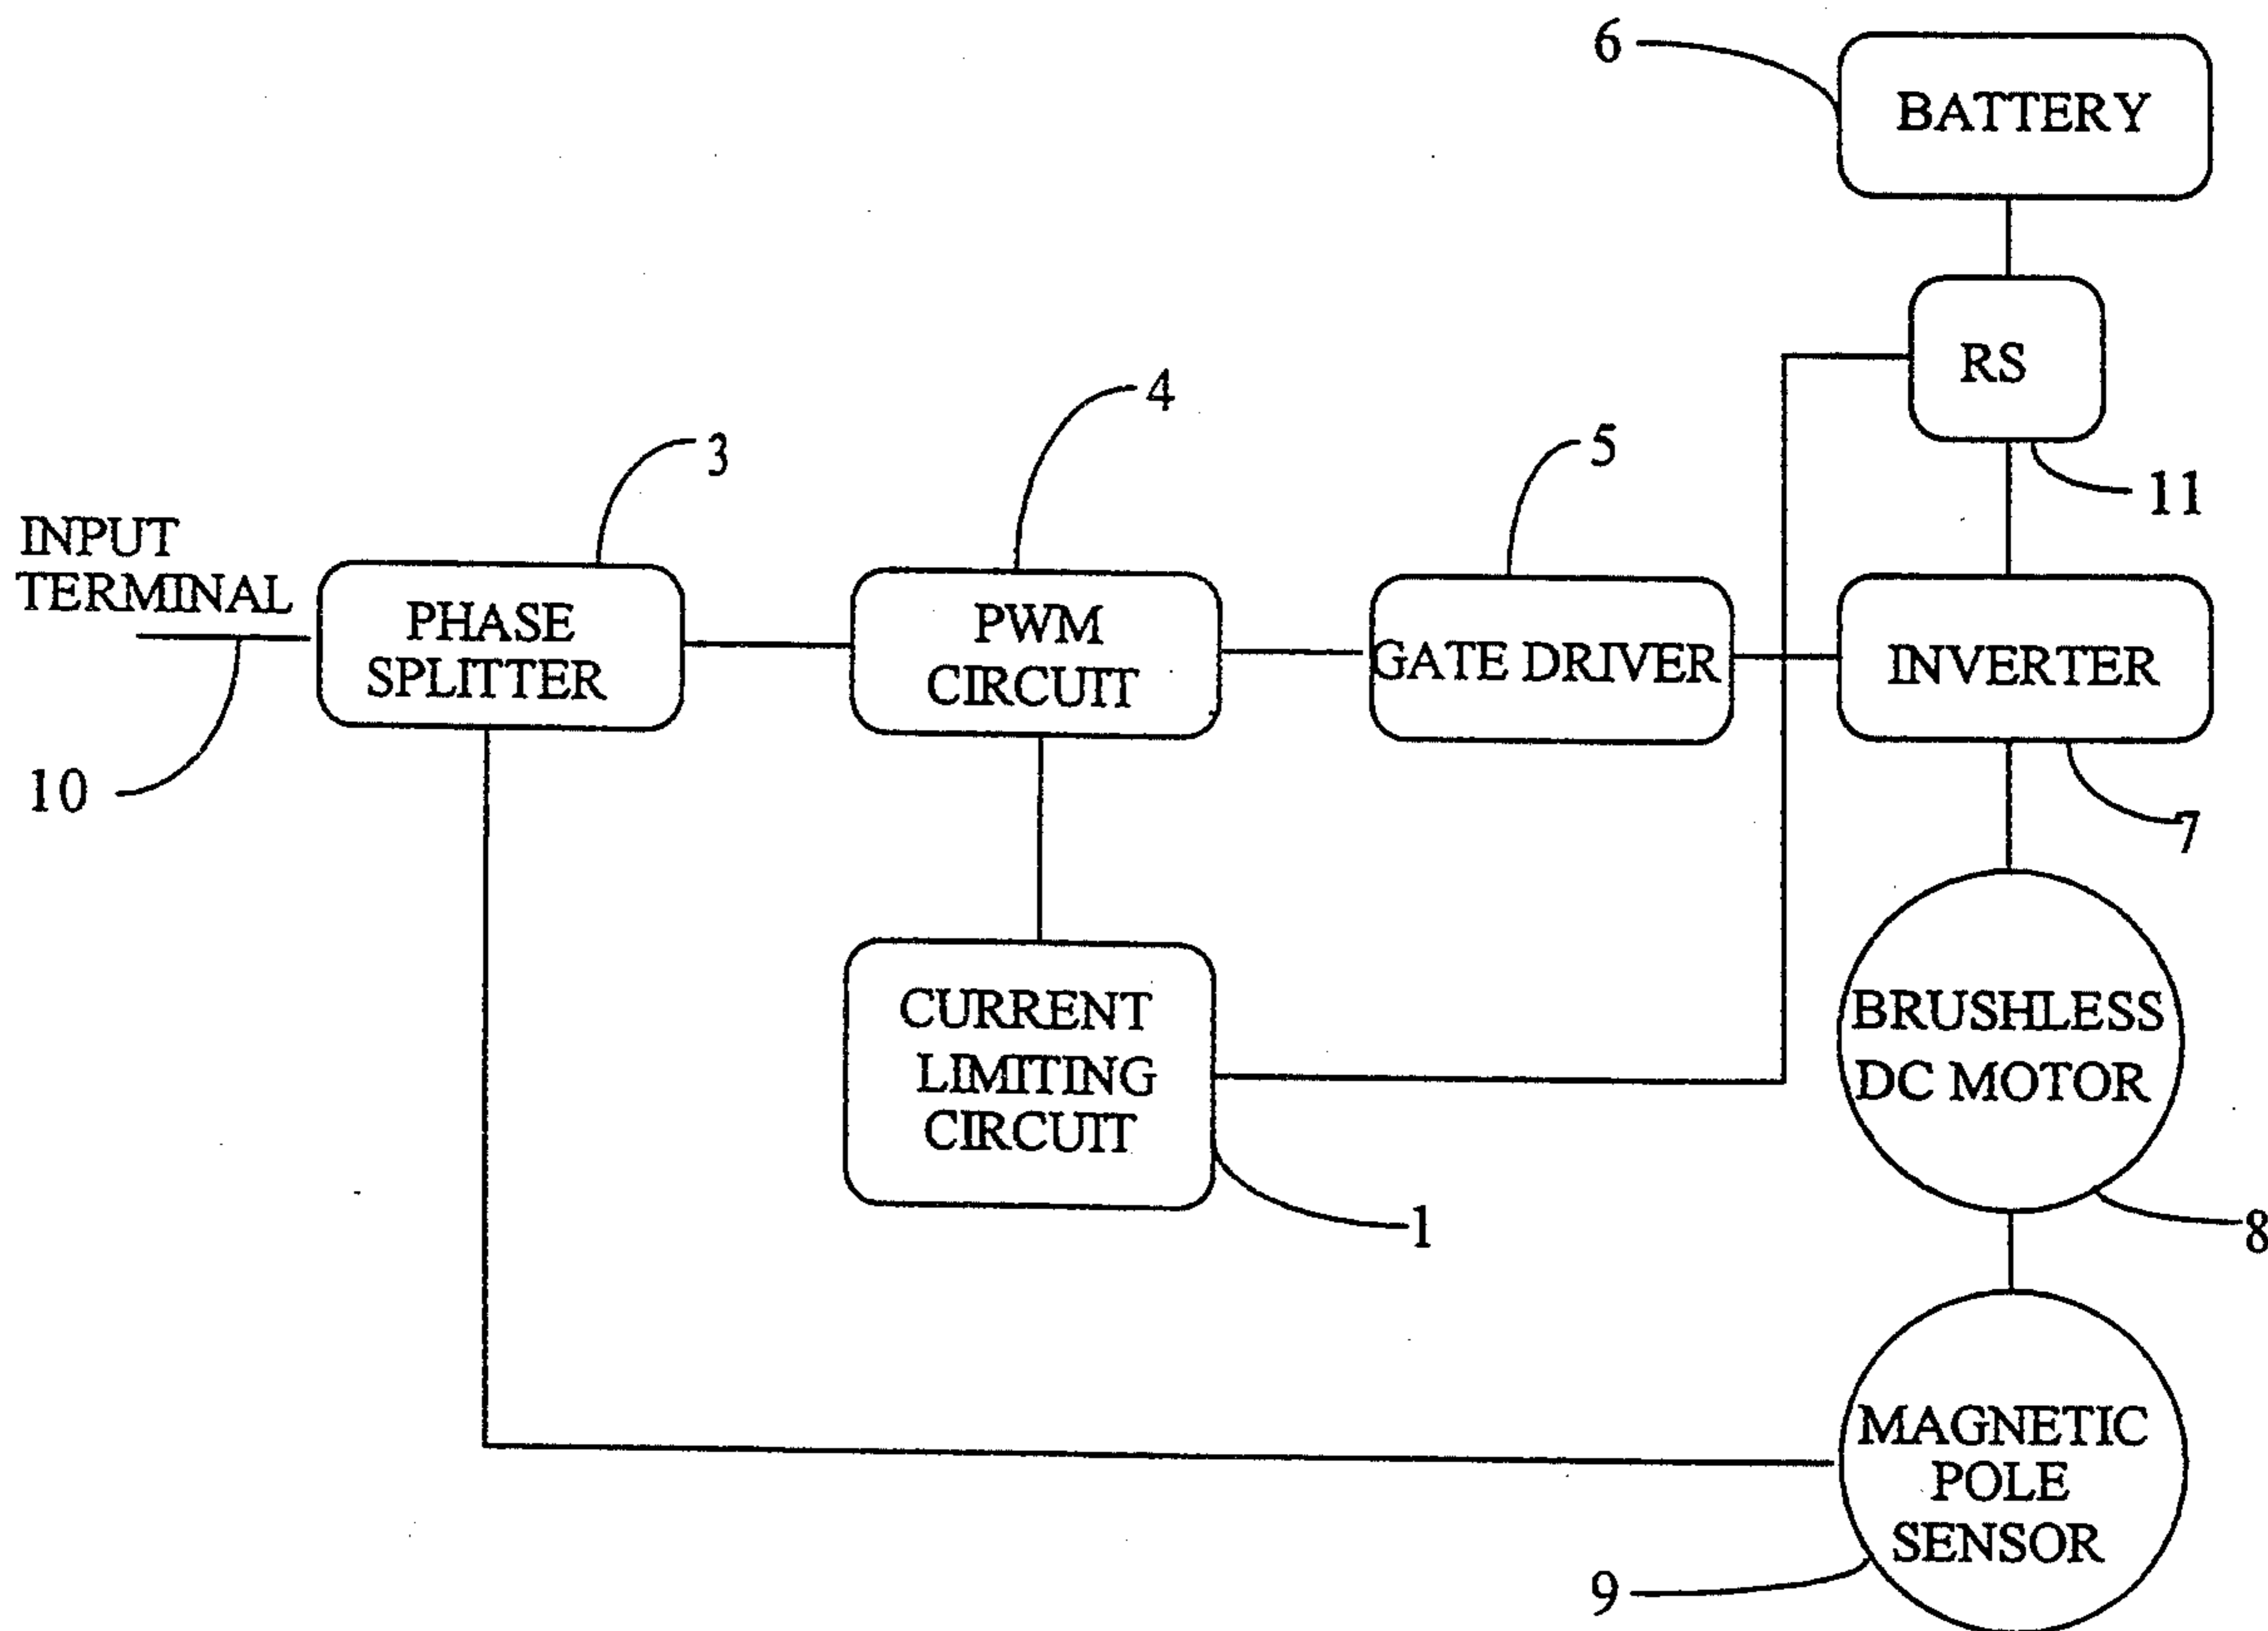 6
BATTERY
RS
11
4
3
5
INPUT
TERMINAL
10
PHASE
SPLITTER
PWM
CIRCUIT
GATE DRIVER
INVERTER
7
CURRENT
LIMITING
CIRCUIT
1
BRUSHLESS
DC MOTOR
8
MAGNETIC
POLE
SENSOR
9